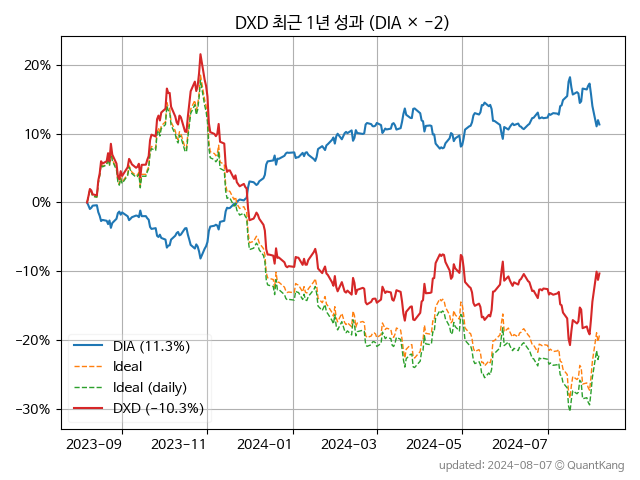 DXD 최근 1년 성과 (DIA × −2)
20%
10%
0%
−10%
−20%
−30%
DIA (11.3%)
Ideal
Ideal (daily)
DXD (−10.3%)
2023-09
2023-11
2024-01
2024-03
2024-05
2024-07
updated: 2024-08-07 © QuantKang